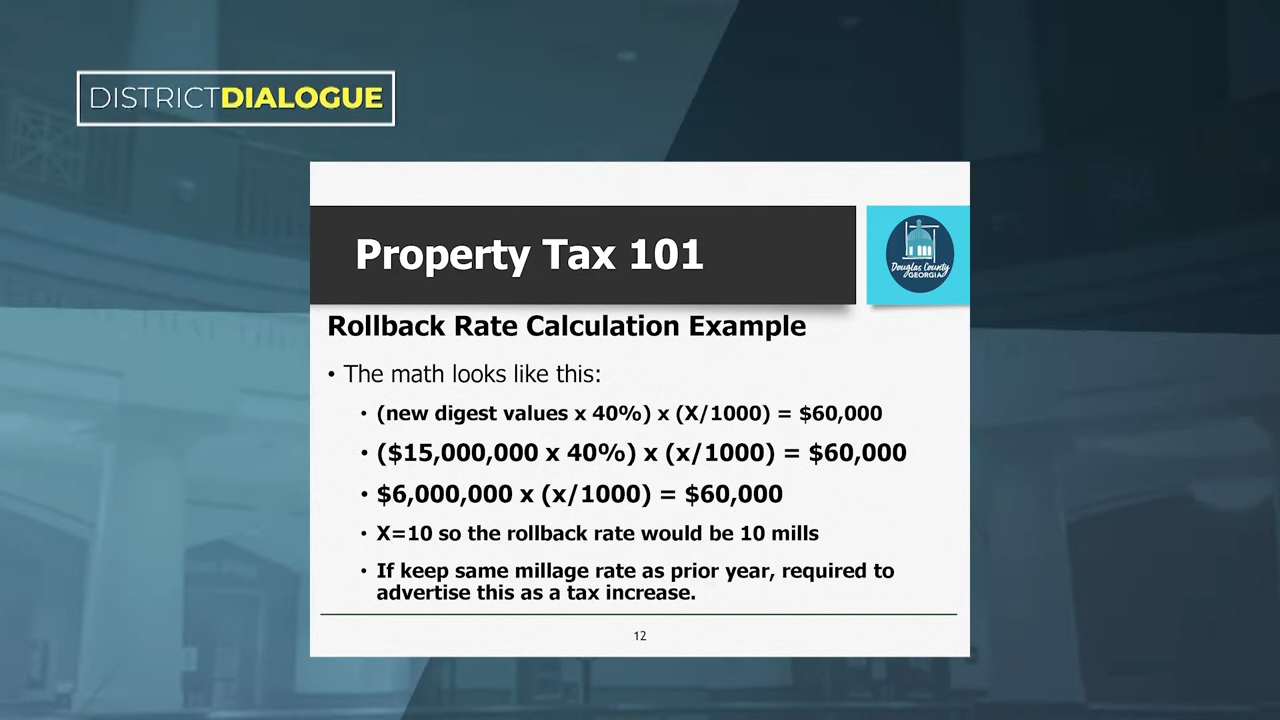 DISTRICTDIALOGUE
Property Tax 101
Douglas County
GEORGIA
Rollback Rate Calculation Example
• The math looks like this:
• (new digest values x 40%) x (X/1000) = $60,000
• ($15,000,000 x 40%) x (x/1000) = $60,000
• $6,000,000 x (x/1000) = $60,000
• X=10 so the rollback rate would be 10 mills
• If keep same millage rate as prior year, required to
advertise this as a tax increase.
12